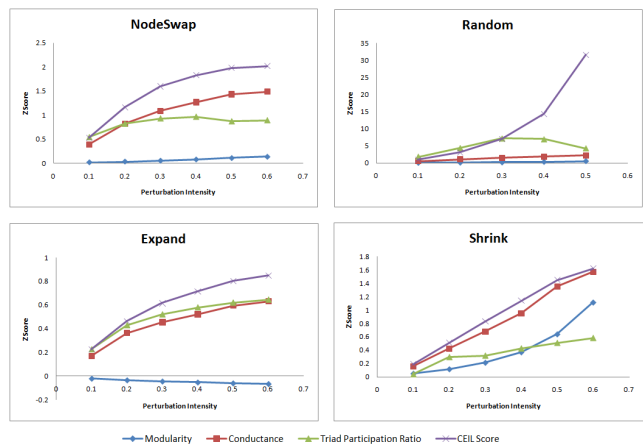 NodeSwap
2.5
2
1.5
1
0.5
0
ZScore
0 0.1 0.2 0.3 0.4 0.5 0.6 0.7
Perturbation Intensity
Random
35
30
25
20
15
10
5
0
ZScore
0 0.1 0.2 0.3 0.4 0.5 0.6
Perturbation Intensity
Expand
1
0.8
0.6
0.4
0.2
0
-0.2
ZScore
0 0.1 0.2 0.3 0.4 0.5 0.6 0.7
Perturbation Intensity
Shrink
1.8
1.6
1.4
1.2
1
0.8
0.6
0.4
0.2
0
ZScore
0 0.1 0.2 0.3 0.4 0.5 0.6 0.7
Perturbation Intensity
Modularity Conductance Triad Participation Ratio CEIL Score